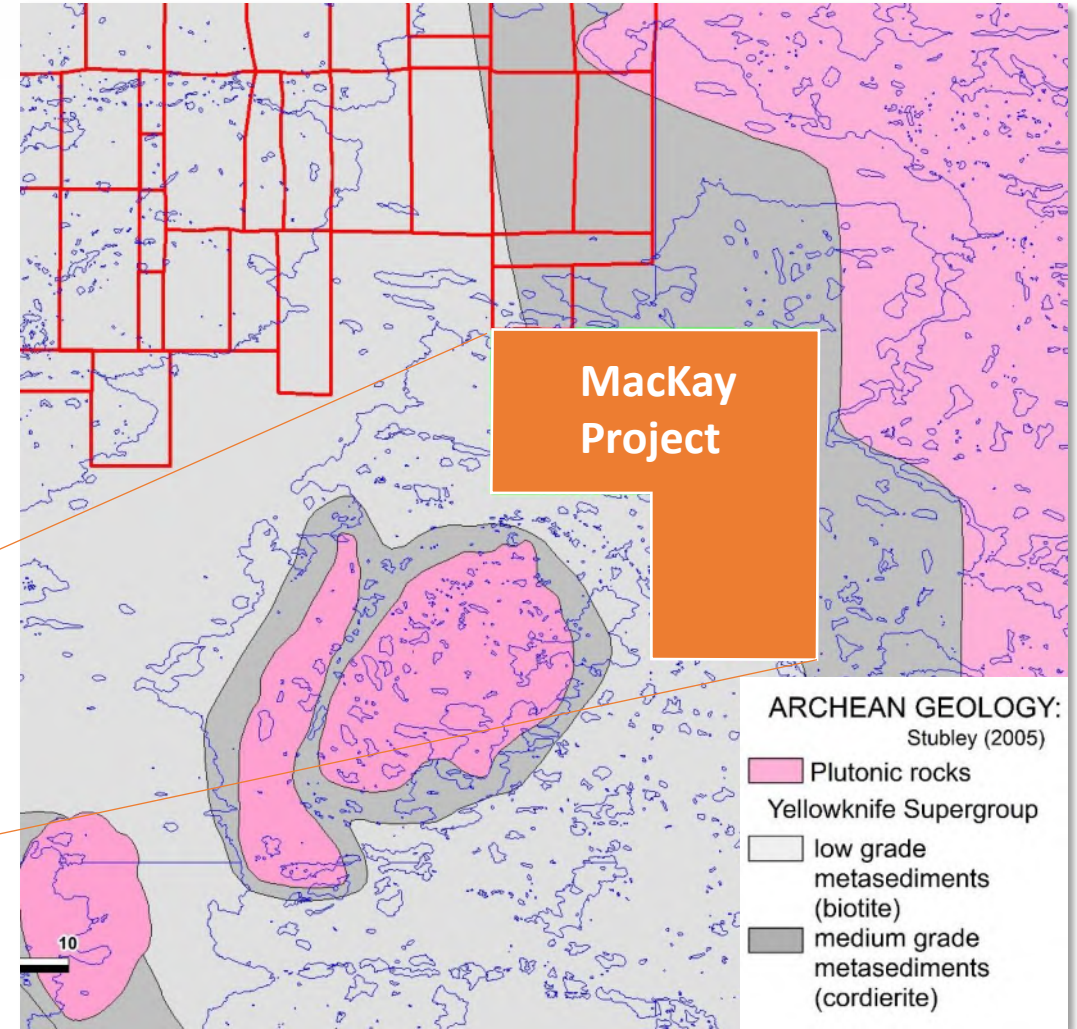 MacKay
Project
ARCHEAN GEOLOGY:
Stubley (2005)
Plutonic rocks
Yellowknife Supergroup
low grade
metasediments
(biotite)
medium grade
metasediments
(cordierite)
10